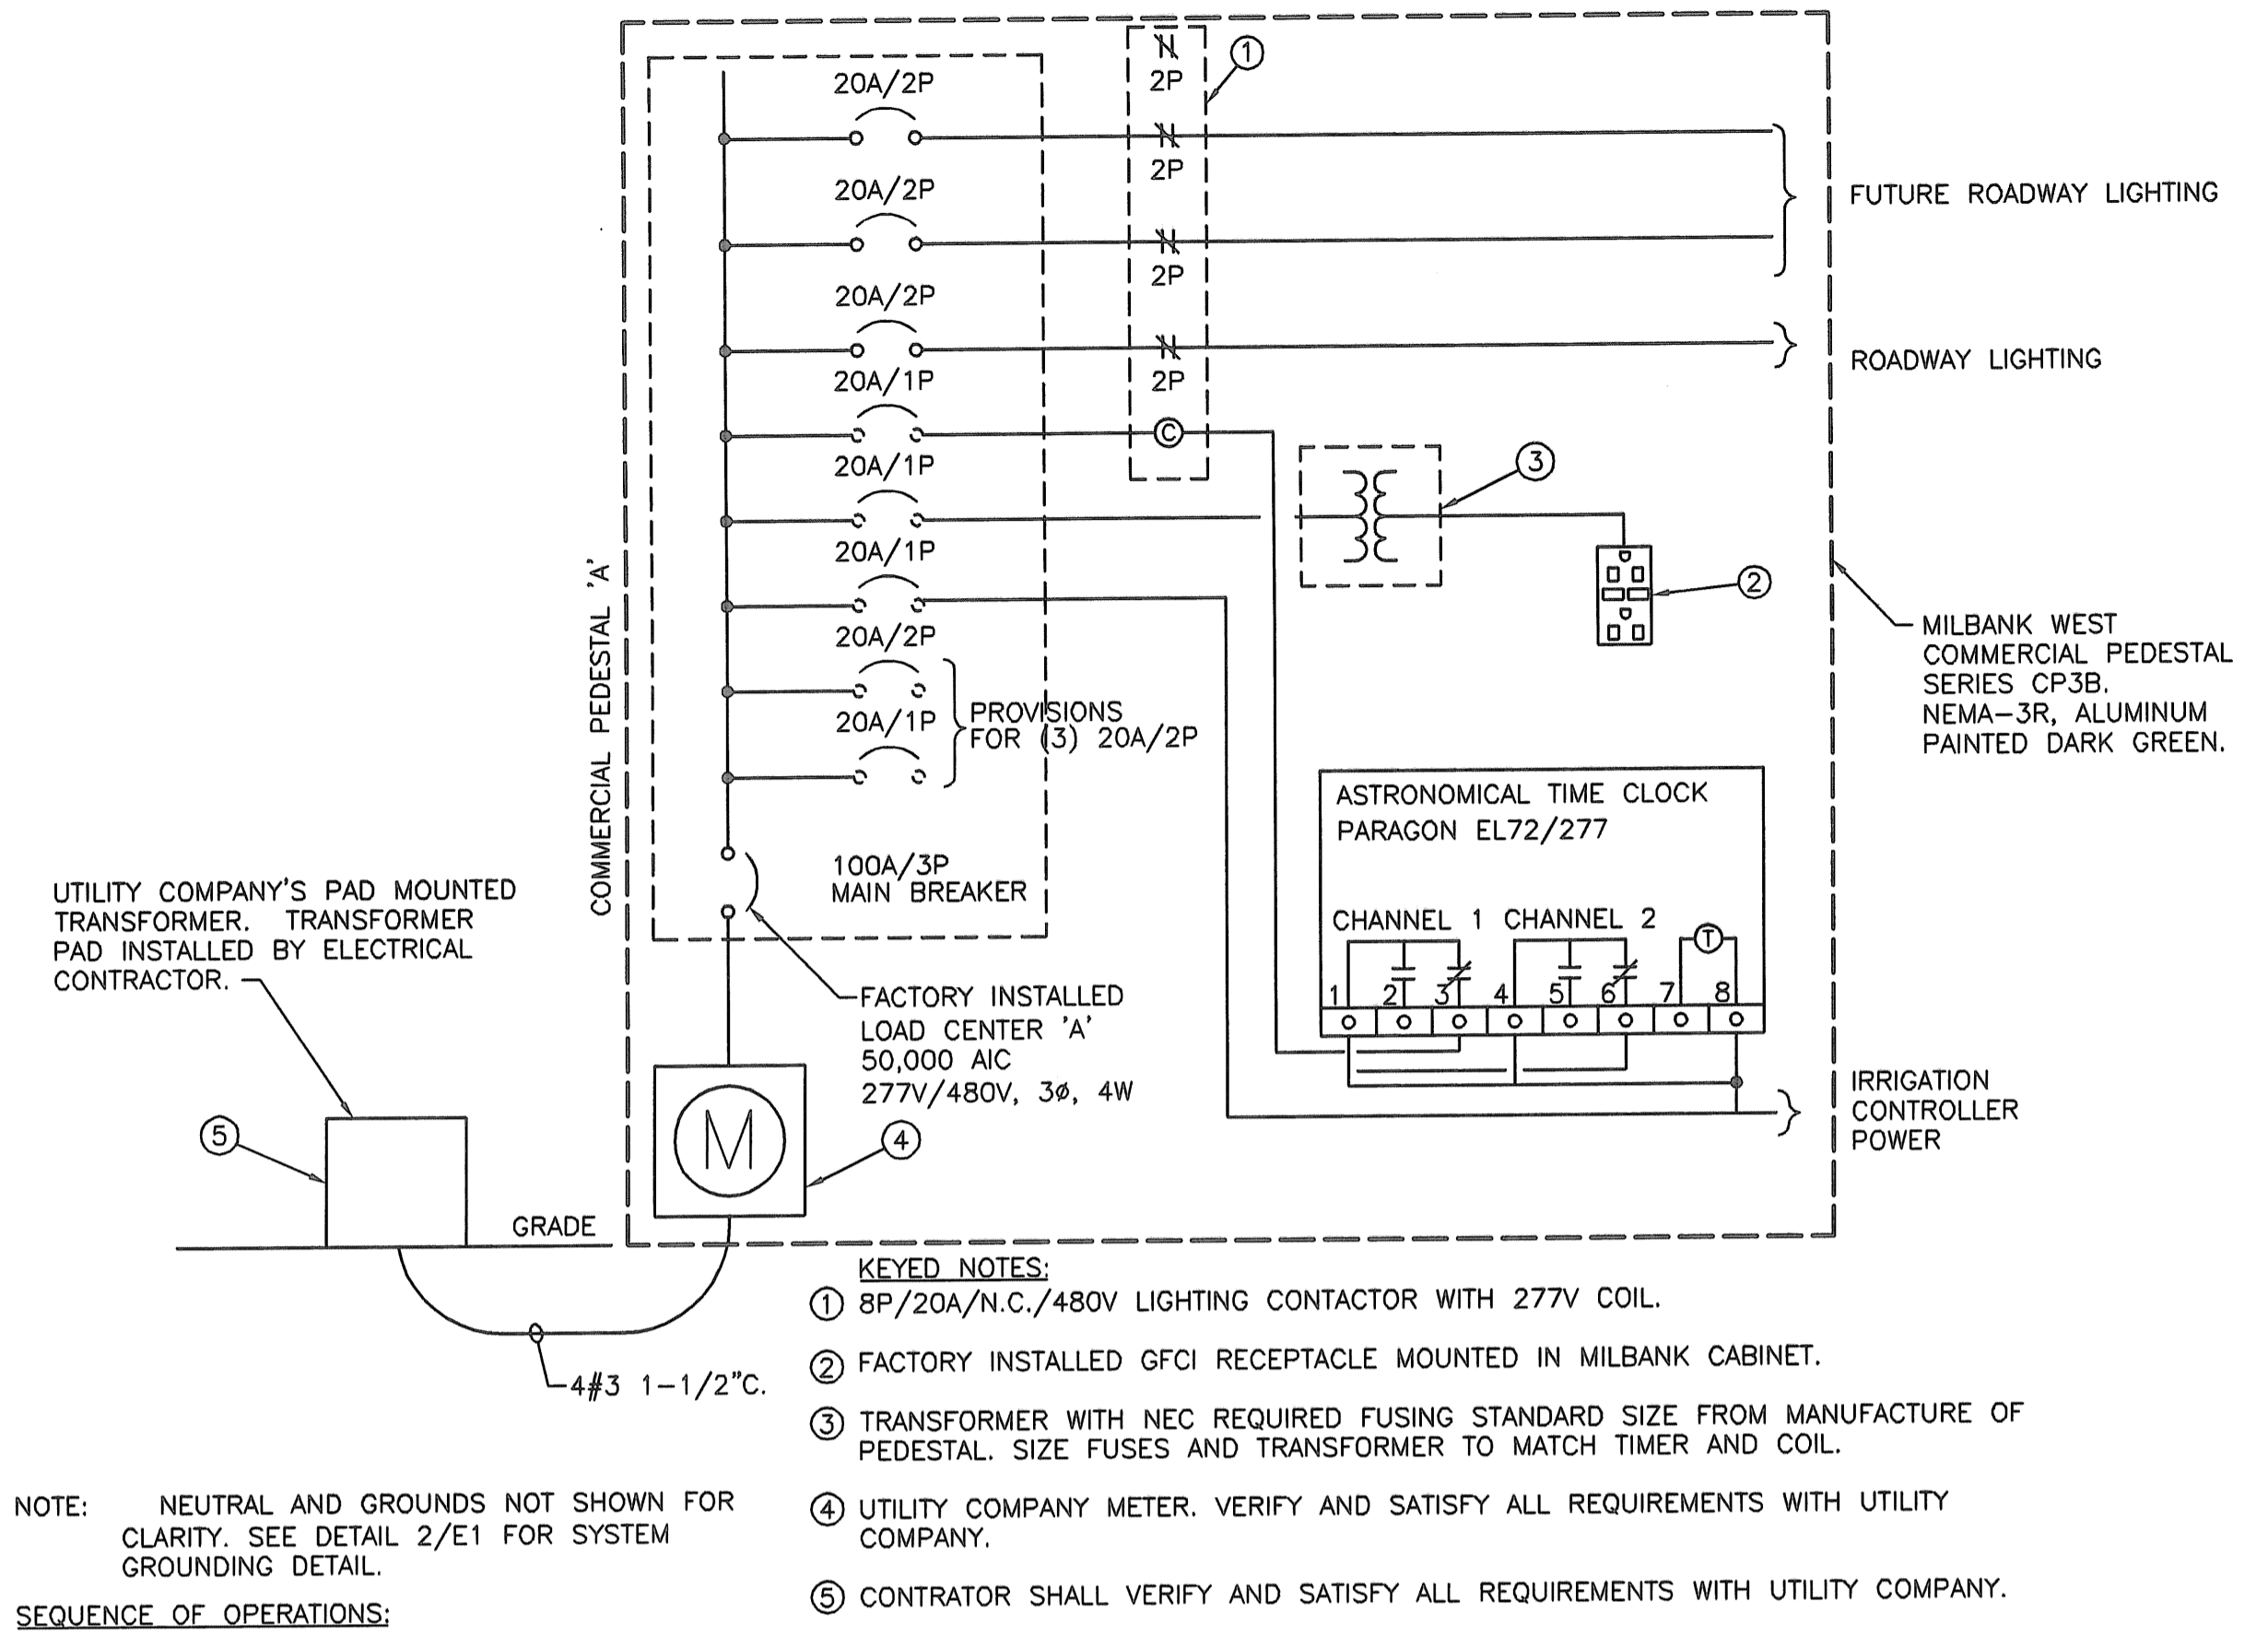 20A/2P
20A/2P
20A/2P
20A/1P
20A/1P
20A/1P
20A/2P
20A/1P
PROVISIONS
FOR (3) 20A/2P
100A/3P
MAIN BREAKER
COMMERCIAL PEDESTAL 'A'
2P
2P
2P
2P
C
1
FUTURE ROADWAY LIGHTING
ROADWAY LIGHTING
3
2
MILBANK WEST
COMMERCIAL PEDESTAL
SERIES CP3B.
NEMA-3R, ALUMINUM
PAINTED DARK GREEN.
ASTRONOMICAL TIME CLOCK
PARAGON EL72/277
CHANNEL 1 CHANNEL 2
T
1 2 3 4 5 6 7 8
IRRIGATION
CONTROLLER
POWER
UTILITY COMPANY'S PAD MOUNTED
TRANSFORMER. TRANSFORMER
PAD INSTALLED BY ELECTRICAL
CONTRACTOR.
FACTORY INSTALLED
LOAD CENTER 'A'
50,000 AIC
277V/480V, 3ø, 4W
M
4
5
GRADE
4#3 1-1/2"C.
KEYED NOTES:
1 8P/20A/N.C./480V LIGHTING CONTACTOR WITH 277V COIL.
2 FACTORY INSTALLED GFCI RECEPTACLE MOUNTED IN MILBANK CABINET.
3 TRANSFORMER WITH NEC REQUIRED FUSING STANDARD SIZE FROM MANUFACTURE OF
PEDESTAL. SIZE FUSES AND TRANSFORMER TO MATCH TIMER AND COIL.
4 UTILITY COMPANY METER. VERIFY AND SATISFY ALL REQUIREMENTS WITH UTILITY
COMPANY.
5 CONTRATOR SHALL VERIFY AND SATISFY ALL REQUIREMENTS WITH UTILITY COMPANY.
NOTE: NEUTRAL AND GROUNDS NOT SHOWN FOR
CLARITY. SEE DETAIL 2/E1 FOR SYSTEM
GROUNDING DETAIL.
SEQUENCE OF OPERATIONS: